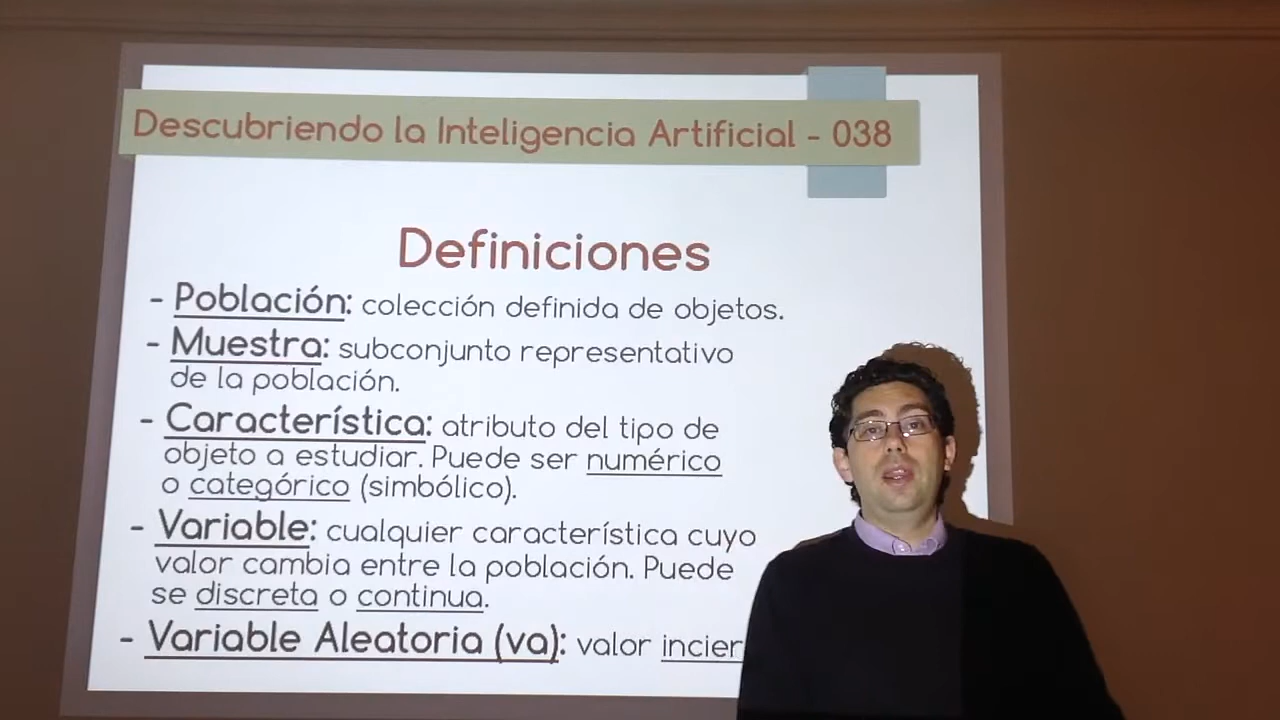 Descubriendo la Inteligencia Artificial - 038
Definiciones
- Población: colección definida de objetos.
- Muestra: subconjunto representativo
de la población.
- Característica: atributo del tipo de
objeto a estudiar. Puede ser numérico
o categórico (simbólico).
- Variable: cualquier característica cuyo
valor cambia entre la población. Puede
se discreta o continua.
- Variable Aleatoria (va): valor